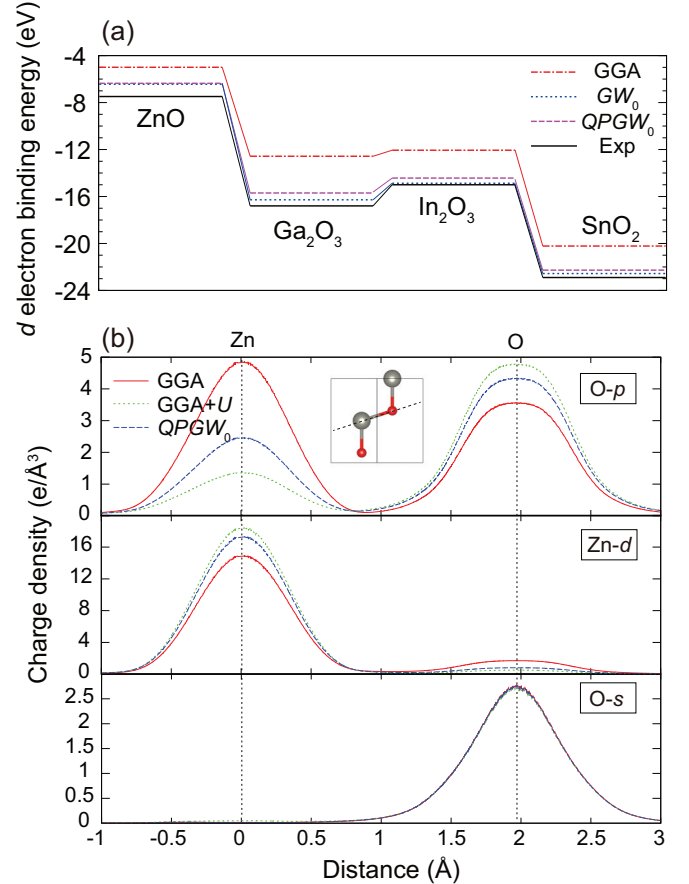 (a)
d electron binding energy (eV)
-4
-8
-12
-16
-20
-24
GGA
GW₀
QPGW₀
Exp
ZnO
Ga₂O₃
In₂O₃
SnO₂
(b)
Zn
O
Charge density (e/Å³)
5
4
3
2
1
0
GGA
GGA+U
QPGW₀
O-p
16
12
8
4
0
Zn-d
2.5
2
1.5
1
0.5
0
O-s
-1 -0.5 0 0.5 1 1.5 2 2.5 3
Distance (Å)